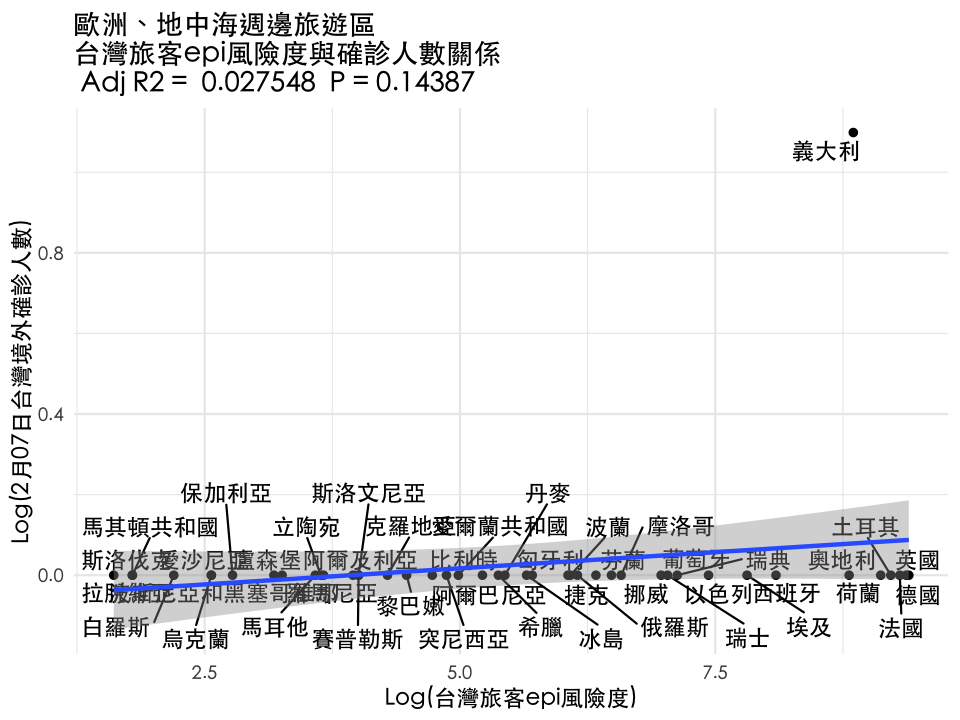 歐洲、地中海週邊旅遊區
台灣旅客epi風險度與確診人數關係
Adj R2 = 0.027548 P = 0.14387
義大利
Log(2月07日台灣境外確診人數)
0.8
0.4
0.0
保加利亞 斯洛文尼亞 丹麥
馬其頓共和國 立陶宛 克羅地亞 愛爾蘭共和國 波蘭 摩洛哥 土耳其
斯洛伐克 愛沙尼亞 盧森堡 阿爾及利亞 比利時 匈牙利 芬蘭 葡萄牙 瑞典 奧地利 英國
拉脫維亞 波斯尼亞和黑塞哥維那 羅馬尼亞 黎巴嫩 阿爾巴尼亞 捷克 挪威 以色列 西班牙 荷蘭 德國
白羅斯 烏克蘭 馬耳他 賽普勒斯 突尼西亞 希臘 冰島 俄羅斯 瑞士 埃及 法國
2.5 5.0 7.5
Log(台灣旅客epi風險度)